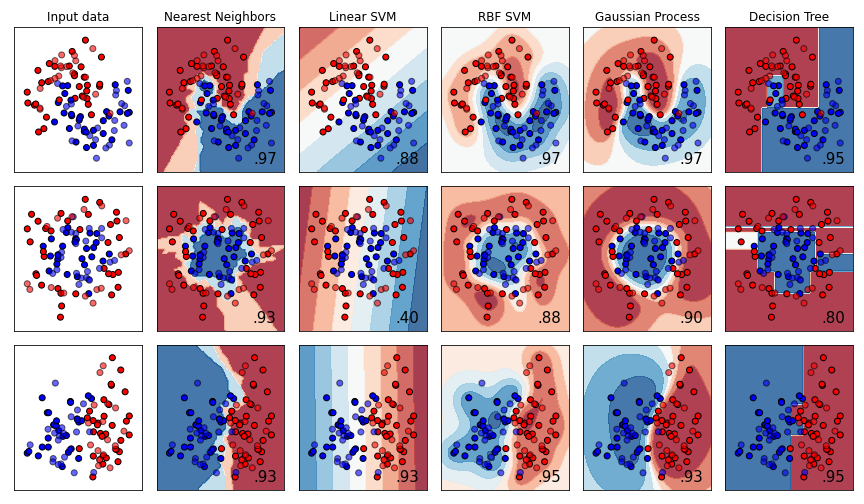 Input data Nearest Neighbors Linear SVM RBF SVM Gaussian Process Decision Tree
.97 .88 .97 .97 .95
.93 .40 .88 .90 .80
.93 .93 .95 .93 .95